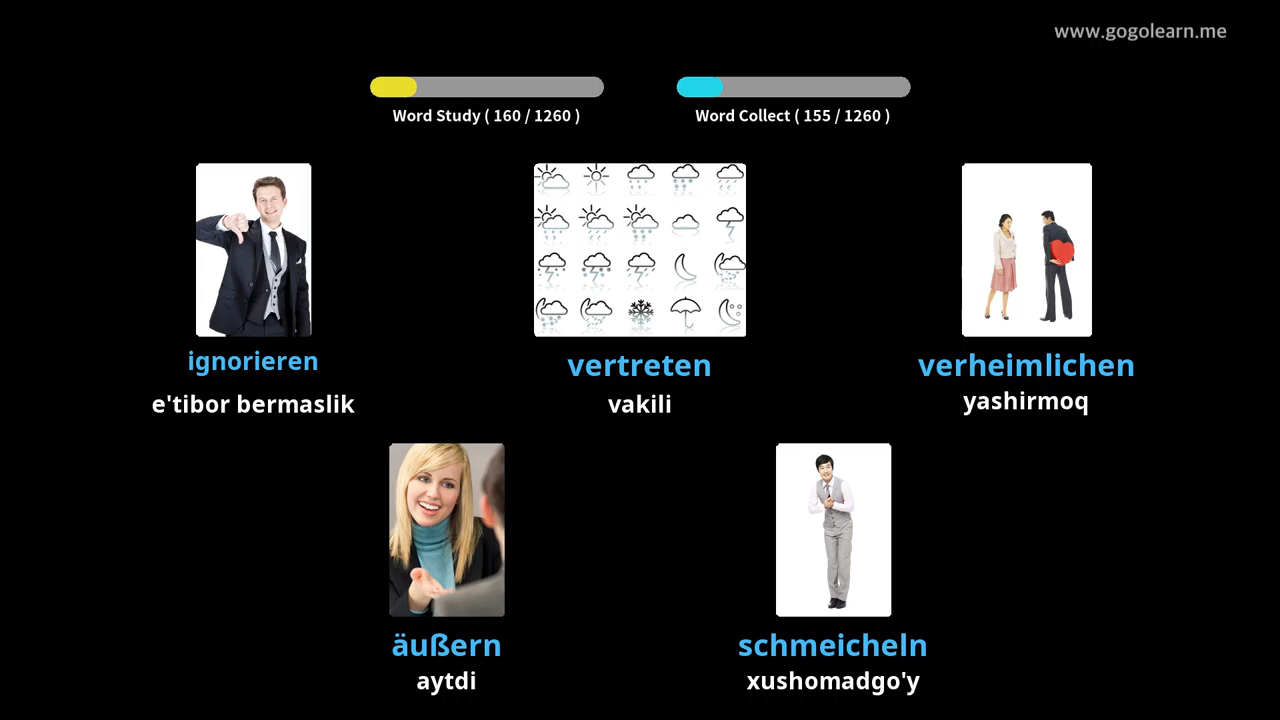 www.gogolearn.me
Word Study ( 160 / 1260 )
Word Collect ( 155 / 1260 )
ignorieren
e'tibor bermaslik
vertreten
vakili
verheimlichen
yashirmoq
äußern
aytdi
schmeicheln
xushomadgo'y